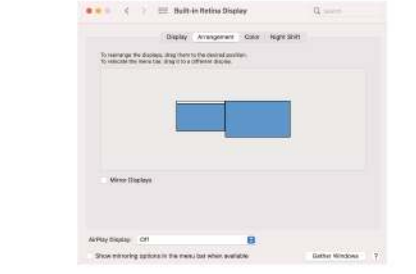 Built-in Retina Display
Search
Display Arrangement Color Night Shift
To rearrange the displays, drag them to the desired position.
To relocate the menu bar, drag it to a different display.
Mirror Displays
AirPlay Display: Off
Show mirroring options in the menu bar when available
Gather Windows ?